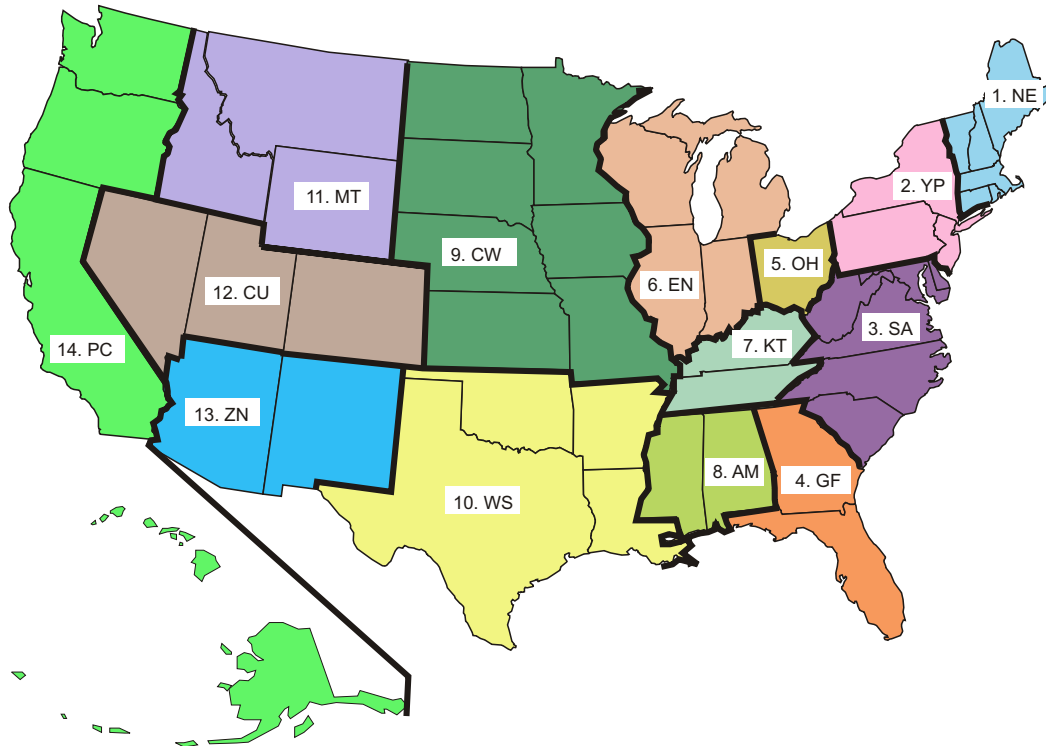 1. NE
2. YP
11. MT
9. CW
5. OH
6. EN
12. CU
3. SA
7. KT
14. PC
13. ZN
8. AM
4. GF
10. WS